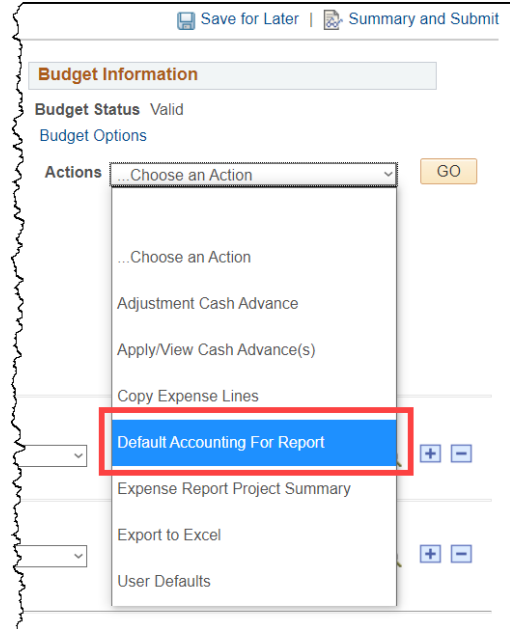 Save for Later | Summary and Submit
Budget Information
Budget Status Valid
Budget Options
Actions ...Choose an Action GO
...Choose an Action
Adjustment Cash Advance
Apply/View Cash Advance(s)
Copy Expense Lines
Default Accounting For Report
Expense Report Project Summary
Export to Excel
User Defaults